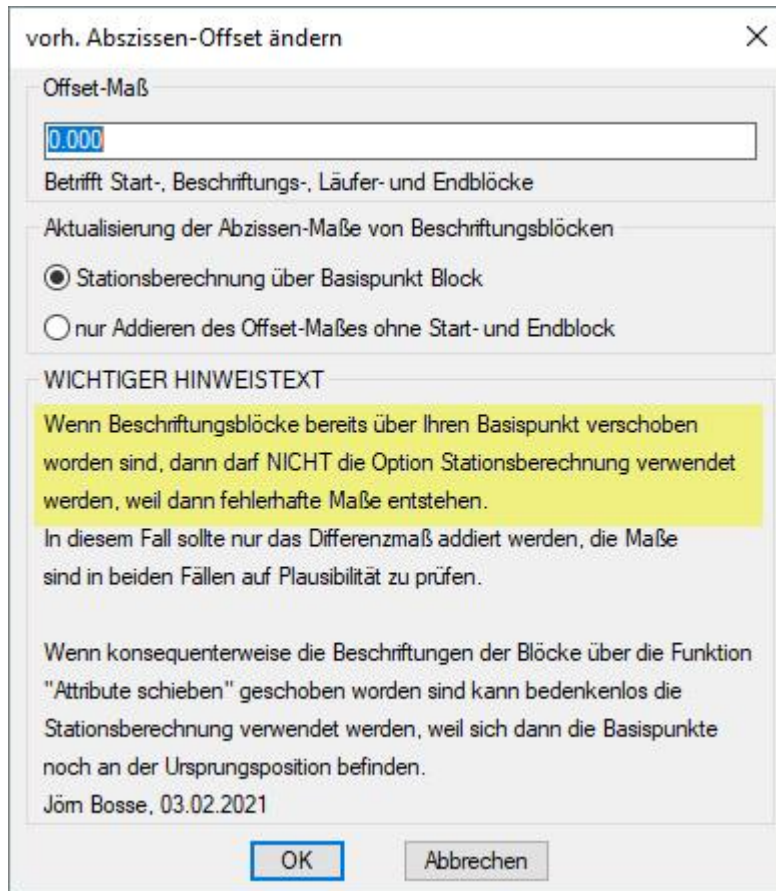 vorh. Abszissen-Offset ändern
Offset-Maß
0.000
Betrifft Start-, Beschriftungs-, Läufer- und Endblöcke
Aktualisierung der Abzissen-Maße von Beschriftungsblöcken
Stationsberechnung über Basispunkt Block
nur Addieren des Offset-Maßes ohne Start- und Endblock
WICHTIGER HINWEISTEXT
Wenn Beschriftungsblöcke bereits über Ihren Basispunkt verschoben
worden sind, dann darf NICHT die Option Stationsberechnung verwendet
werden, weil dann fehlerhafte Maße entstehen.
In diesem Fall sollte nur das Differenzmaß addiert werden, die Maße
sind in beiden Fällen auf Plausibilität zu prüfen.
Wenn konsequenterweise die Beschriftungen der Blöcke über die Funktion
"Attribute schieben" geschoben worden sind kann bedenkenlos die
Stationsberechnung verwendet werden, weil sich dann die Basispunkte
noch an der Ursprungsposition befinden.
Jörn Bosse, 03.02.2021
OK
Abbrechen